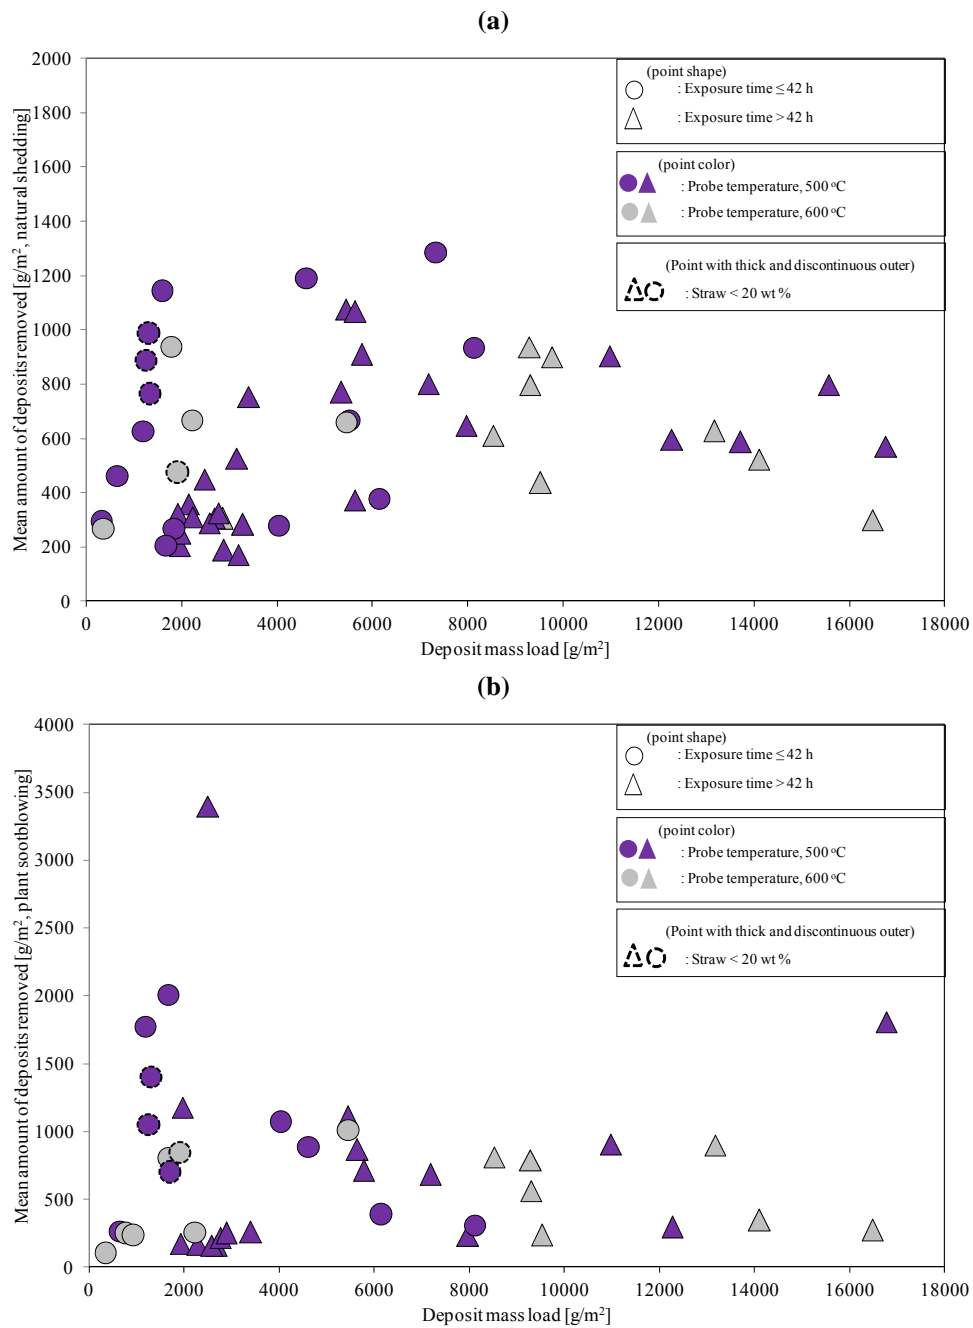 (a)
Mean amount of deposits removed [g/m², natural shedding]
2000
1800
1600
1400
1200
1000
800
600
400
200
0
(point shape)
: Exposure time ≤ 42 h
: Exposure time > 42 h
(point color)
: Probe temperature, 500 °C
: Probe temperature, 600 °C
(Point with thick and discontinuous outer)
: Straw < 20 wt %
0 2000 4000 6000 8000 10000 12000 14000 16000 18000
Deposit mass load [g/m²]
(b)
Mean amount of deposits removed [g/m², plant sootblowing]
4000
3500
3000
2500
2000
1500
1000
500
0
(point shape)
: Exposure time ≤ 42 h
: Exposure time > 42 h
(point color)
: Probe temperature, 500 °C
: Probe temperature, 600 °C
(Point with thick and discontinuous outer)
: Straw < 20 wt %
0 2000 4000 6000 8000 10000 12000 14000 16000 18000
Deposit mass load [g/m²]